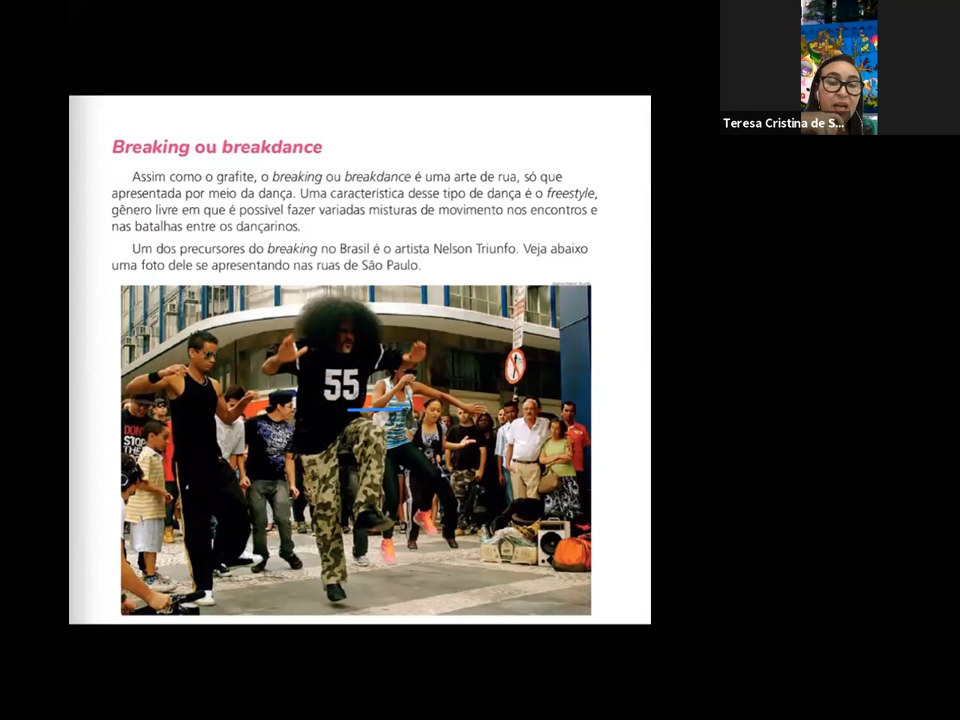 Teresa Cristina de S...
Breaking ou breakdance
Assim como o grafite, o breaking ou breakdance é uma arte de rua, só que
apresentada por meio da dança. Uma característica desse tipo de dança é o freestyle,
gênero livre em que é possível fazer variadas misturas de movimento nos encontros e
nas batalhas entre os dançarinos.
Um dos precursores do breaking no Brasil é o artista Nelson Triunfo. Veja abaixo
uma foto dele se apresentando nas ruas de São Paulo.
55
DON'T
STOP
THE